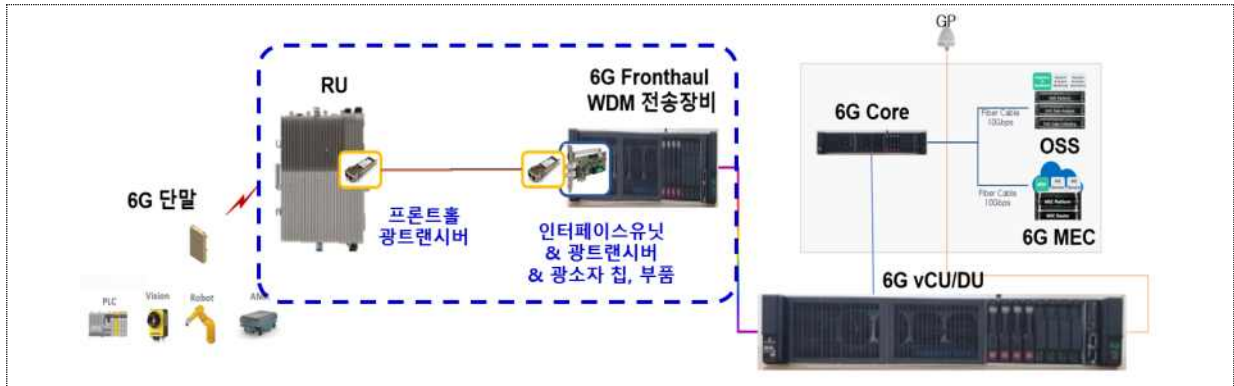 GP
RU
6G Fronthaul
WDM 전송장비
6G Core
Fiber Cable
10Gbps
OSS
Fiber Cable
10Gbps
6G MEC
6G 단말
프론트홀
광트랜시버
인터페이스유닛
& 광트랜시버
& 광소자 칩, 부품
6G vCU/DU
PLC
Vision
Robot